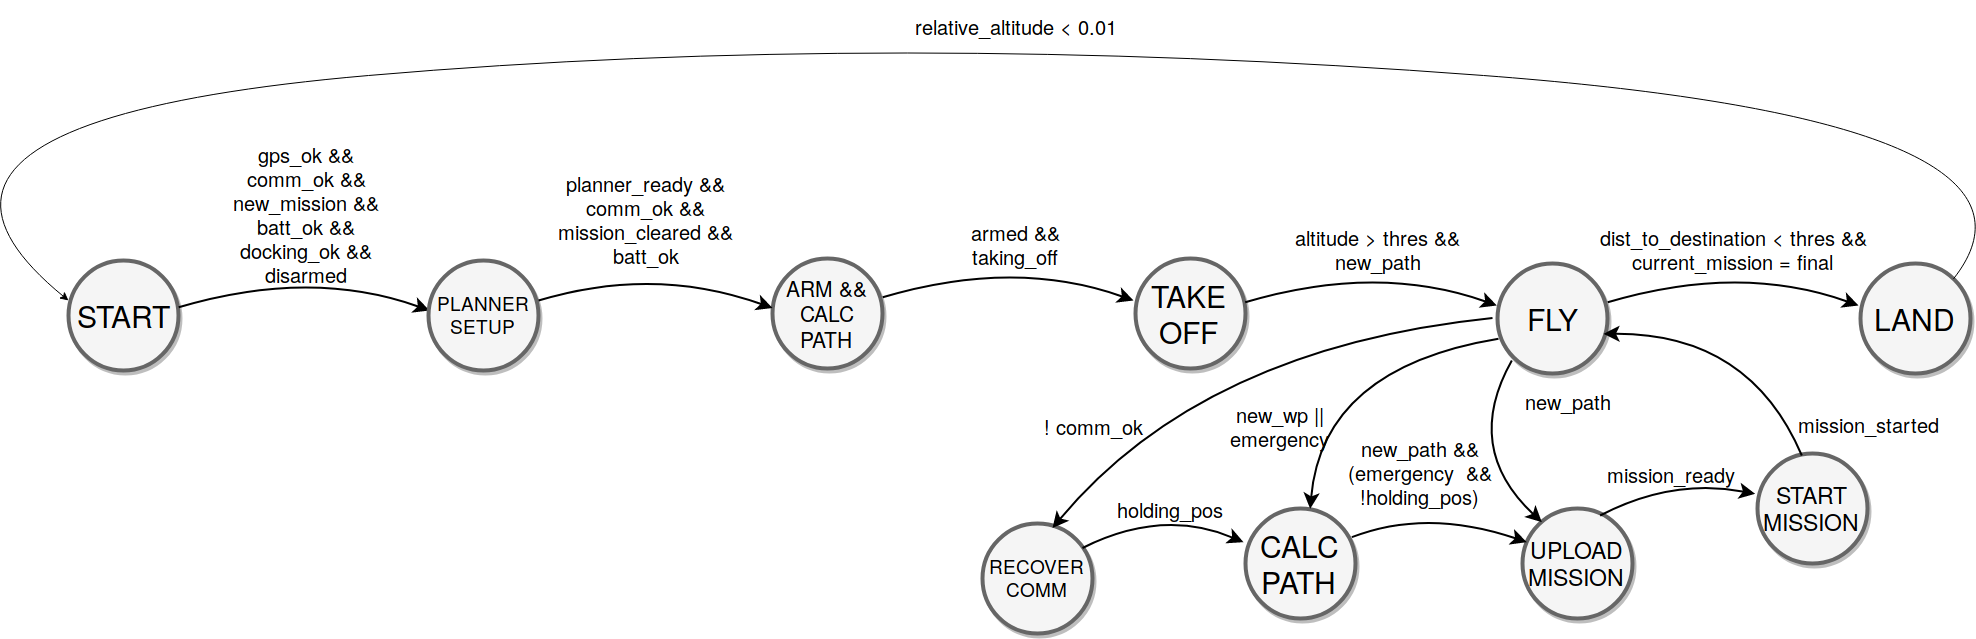 relative_altitude < 0.01
gps_ok &&
comm_ok &&
new_mission &&
batt_ok &&
docking_ok &&
disarmed
planner_ready &&
comm_ok &&
mission_cleared &&
batt_ok
armed &&
taking_off
altitude > thres &&
new_path
dist_to_destination < thres &&
current_mission = final
START
PLANNER
SETUP
ARM &&
CALC
PATH
TAKE
OFF
FLY
LAND
! comm_ok
new_wp ||
emergency
new_path
new_path &&
(emergency  &&
!holding_pos)
mission_started
mission_ready
holding_pos
RECOVER
COMM
CALC
PATH
UPLOAD
MISSION
START
MISSION